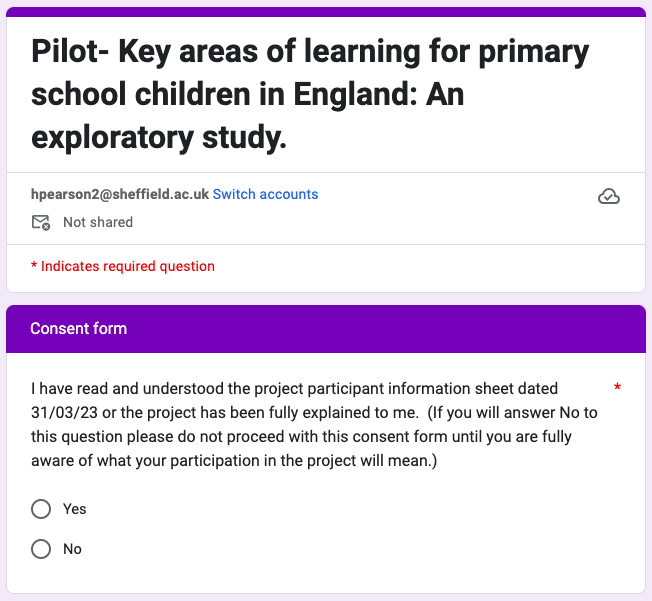 Pilot- Key areas of learning for primary
school children in England: An
exploratory study.
hpearson2@sheffield.ac.uk Switch accounts
Not shared
* Indicates required question
Consent form
I have read and understood the project participant information sheet dated *
31/03/23 or the project has been fully explained to me.  (If you will answer No to
this question please do not proceed with this consent form until you are fully
aware of what your participation in the project will mean.)
Yes
No